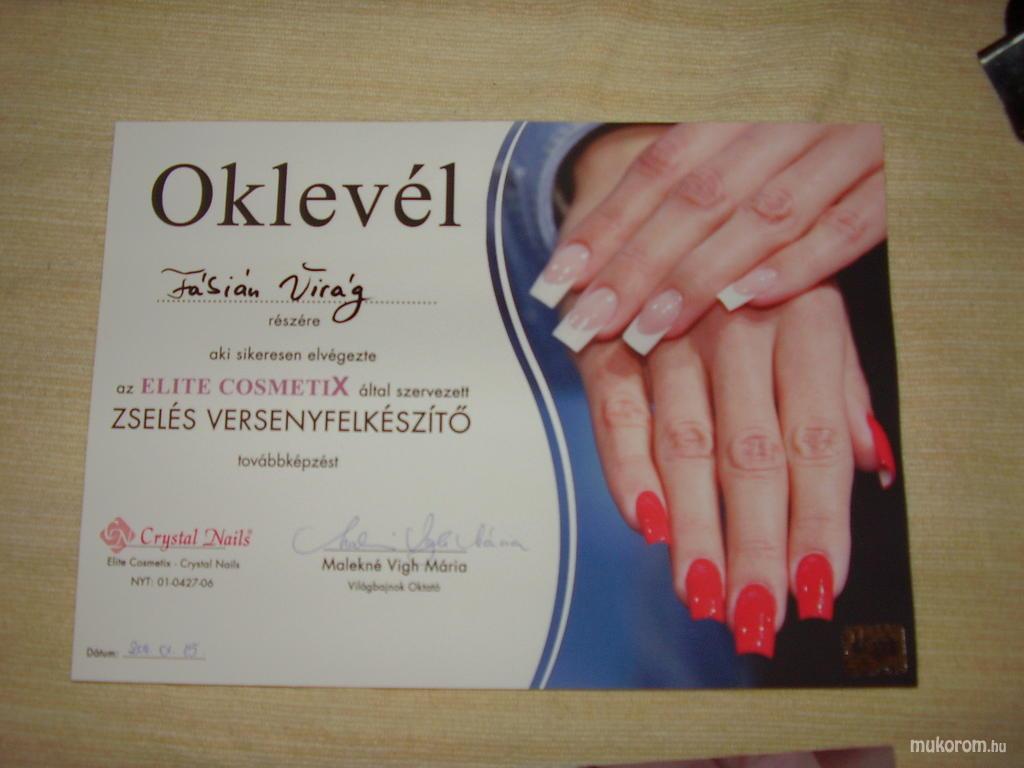 Oklevél
Fábián Virág
részére
aki sikeresen elvégezte
az ELITE COSMETIX által szervezett
ZSELÉS VERSENYFELKÉSZÍTŐ
továbbképzést
Crystal Nails®
Elite Cosmetix - Crystal Nails
NYT: 01-0427-06
Malekné Vigh Mária
Világbajnok Oktató
Dátum:
mukorom.hu